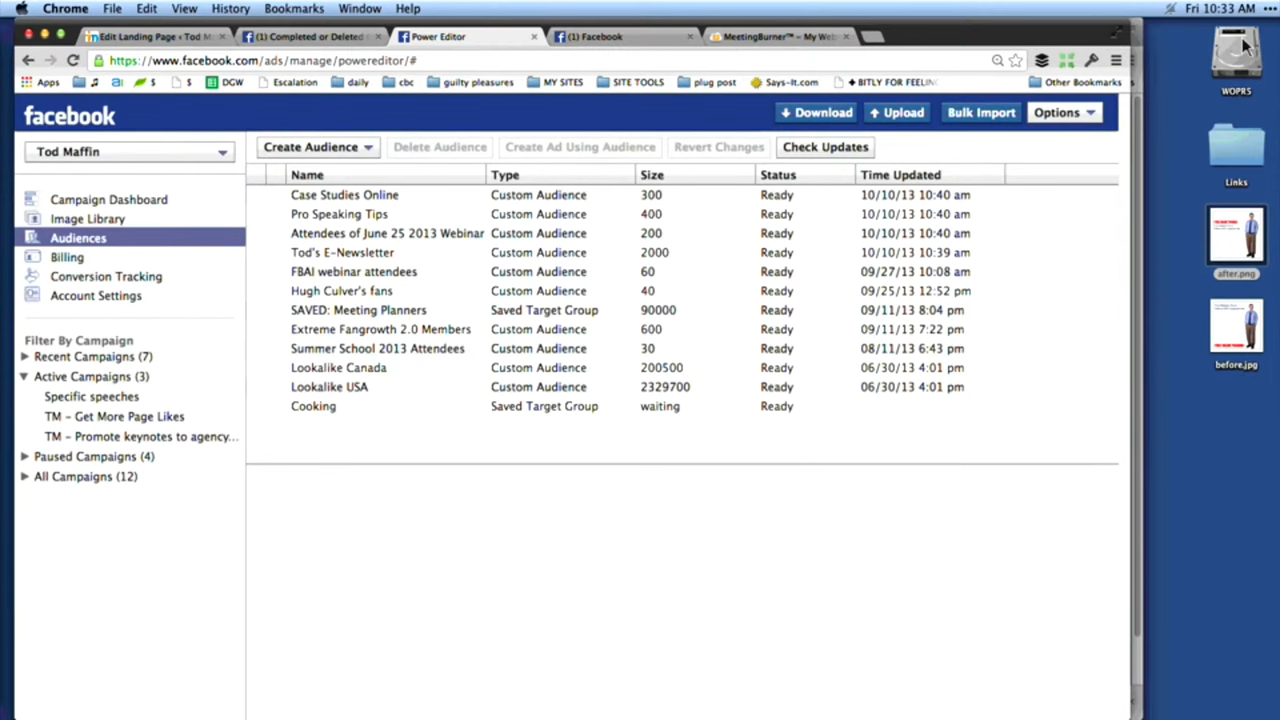 Chrome File Edit View History Bookmarks Window Help Fri 10:33 AM
Edit Landing Page ‹ Tod M (1) Completed or Deleted Power Editor (1) Facebook MeetingBurner™ – My Web
https://www.facebook.com/ads/manage/powereditor/#
Apps $ DGW Escalation daily cbc guilty pleasures MY SITES SITE TOOLS plug post Says-It.com BITLY FOR FEELIN Other Bookmarks
WOPR5
facebook
Download Upload Bulk Import Options
Tod Maffin
Create Audience Delete Audience Create Ad Using Audience Revert Changes Check Updates
Name Type Size Status Time Updated
Case Studies Online Custom Audience 300 Ready 10/10/13 10:40 am
Pro Speaking Tips Custom Audience 400 Ready 10/10/13 10:40 am
Attendees of June 25 2013 Webinar Custom Audience 200 Ready 10/10/13 10:40 am
Tod's E-Newsletter Custom Audience 2000 Ready 10/10/13 10:39 am
FBAI webinar attendees Custom Audience 60 Ready 09/27/13 10:08 am
Hugh Culver's fans Custom Audience 40 Ready 09/25/13 12:52 pm
SAVED: Meeting Planners Saved Target Group 90000 Ready 09/11/13 8:04 pm
Extreme Fangrowth 2.0 Members Custom Audience 600 Ready 09/11/13 7:22 pm
Summer School 2013 Attendees Custom Audience 30 Ready 08/11/13 6:43 pm
Lookalike Canada Custom Audience 200500 Ready 06/30/13 4:01 pm
Lookalike USA Custom Audience 2329700 Ready 06/30/13 4:01 pm
Cooking Saved Target Group waiting Ready
Campaign Dashboard
Image Library
Audiences
Billing
Conversion Tracking
Account Settings
Filter By Campaign
Recent Campaigns (7)
Active Campaigns (3)
Specific speeches
TM – Get More Page Likes
TM – Promote keynotes to agency...
Paused Campaigns (4)
All Campaigns (12)
Links
after.png
before.jpg